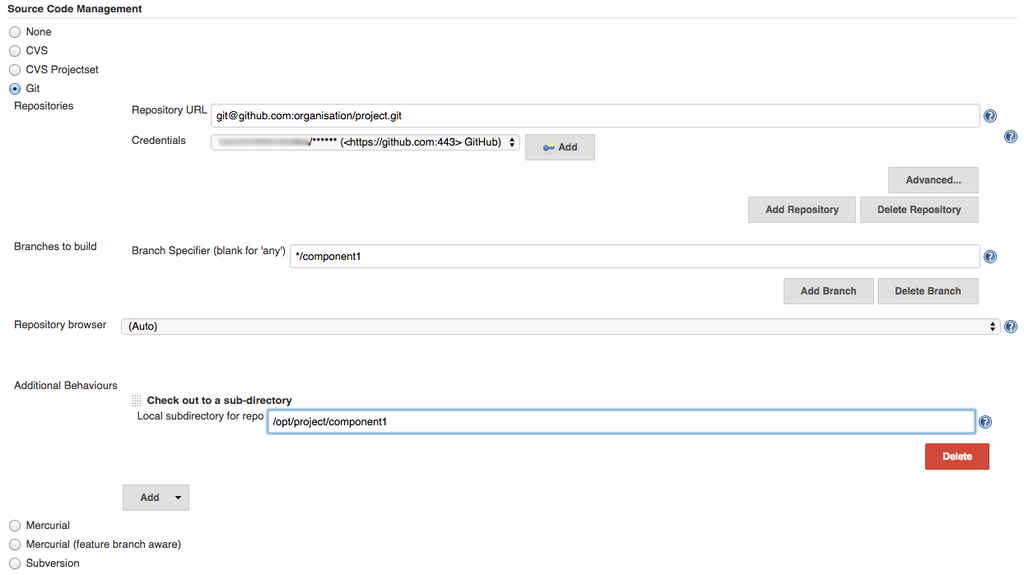 Source Code Management
None
CVS
CVS Projectset
Git
Repositories
Repository URL git@github.com:organisation/project.git
Credentials /****** (<https://github.com:443> GitHub) Add
Advanced...
Add Repository Delete Repository
Branches to build
Branch Specifier (blank for 'any') */component1
Add Branch Delete Branch
Repository browser (Auto)
Additional Behaviours
Check out to a sub-directory
Local subdirectory for repo /opt/project/component1
Delete
Add
Mercurial
Mercurial (feature branch aware)
Subversion